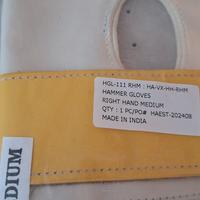 HGL-111 RHM : HA-VX-HH-RHM
HAMMER GLOVES
RIGHT HAND MEDIUM
QTY : 1 PC/PO# HAEST-202408
MADE IN INDIA
DIUM